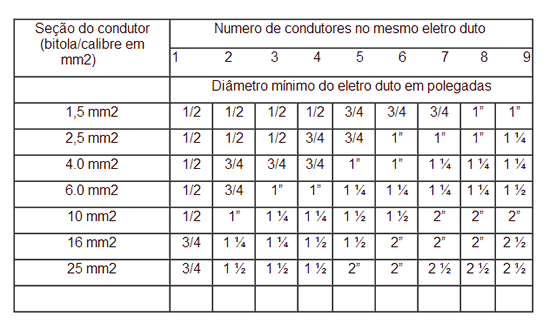 Seção do condutor (bitola/calibre em mm2) Numero de condutores no mesmo eletro duto
1 2 3 4 5 6 7 8 9
Diâmetro mínimo do eletro duto em polegadas
1,5 mm2 1/2 1/2 1/2 1/2 3/4 3/4 3/4 1” 1”
2,5 mm2 1/2 1/2 1/2 3/4 3/4 1” 1” 1” 1 ¼
4.0 mm2 1/2 3/4 3/4 3/4 1” 1” 1 ¼ 1 ¼ 1 ¼
6.0 mm2 1/2 3/4 1” 1” 1 ¼ 1 ¼ 1 ¼ 1 ¼ 1 ½
10 mm2 1/2 1” 1 ¼ 1 ¼ 1 ½ 1 ½ 2” 2” 2”
16 mm2 3/4 1 ¼ 1 ¼ 1 ½ 1 ½ 2” 2” 2” 2 ½
25 mm2 3/4 1 ½ 1 ½ 1 ½ 2” 2” 2 ½ 2 ½ 2 ½